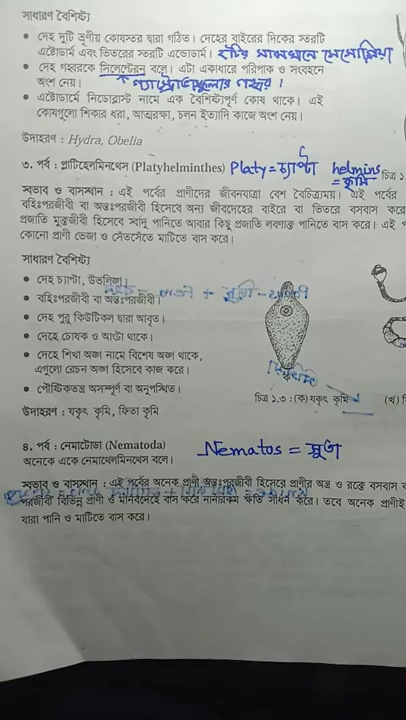 সাধারণ বৈশিষ্ট্য
• দেহ দুটি ভ্রূণীয় কোষস্তর দ্বারা গঠিত। দেহের বাইরের দিকের স্তরটি
এক্টোডার্ম এবং ভিতরের স্তরটি এন্ডোডার্ম। মেসোগ্লিয়া
• দেহ গহ্বরকে সিলেন্টেরন বলে। এটা একাধারে পরিপাক ও সংবহনে
অংশ নেয়। গহ্বর।
• এক্টোডার্মে নিডোব্লাস্ট নামে এক বৈশিষ্ট্যপূর্ণ কোষ থাকে। এই
কোষগুলো শিকার ধরা, আত্মরক্ষা, চলন ইত্যাদি কাজে অংশ নেয়।
উদাহরণ : Hydra, Obelia
চিত্র ১
৩. পর্ব : প্লাটিহেলমিনথেস (Platyhelminthes) Platy = চ্যাপ্টা helmins
= কৃমি
স্বভাব ও বাসস্থান : এই পর্বের প্রাণীদের জীবনযাত্রা বেশ বৈচিত্র্যময়। এই পর্বের
বহিঃপরজীবী বা অন্তঃপরজীবী হিসেবে অন্য জীবদেহের বাইরে বা ভিতরে বসবাস করে
প্রজাতি মুক্তজীবী হিসেবে স্বাদু পানিতে আবার কিছু প্রজাতি লবণাক্ত পানিতে বাস করে। এই প
কোনো প্রাণী ভেজা ও সেঁতসেঁতে মাটিতে বাস করে।
সাধারণ বৈশিষ্ট্য
• দেহ চ্যাপ্টা, উভলিঙ্গ।
• বহিঃপরজীবী বা অন্তঃপরজীবী।
• দেহ পুরু কিউটিকল দ্বারা আবৃত।
• দেহে চোষক ও আংটা থাকে।
• দেহে শিখা অঙ্গ নামে বিশেষ অঙ্গ থাকে,
এগুলো রেচন অঙ্গ হিসেবে কাজ করে।
• পৌষ্টিকতন্ত্র অসম্পূর্ণ বা অনুপস্থিত।
চিত্র ১.৩ : (ক) যকৃৎ কৃমি (খ)
উদাহরণ : যকৃৎ কৃমি, ফিতা কৃমি
৪. পর্ব : নেমাটোডা (Nematoda) Nematos = সুতা
অনেকে একে নেমাথেলমিনথেস বলে।
স্বভাব ও বাসস্থান : এই পর্বের অনেক প্রাণী অন্তঃপরজীবী হিসেবে প্রাণীর অন্ত্র ও রক্তে বসবাস
পরজীবী বিভিন্ন প্রাণী ও মানবদেহে বাস করে নানারকম ক্ষতি সাধন করে। তবে অনেক প্রাণীই
যারা পানি ও মাটিতে বাস করে।